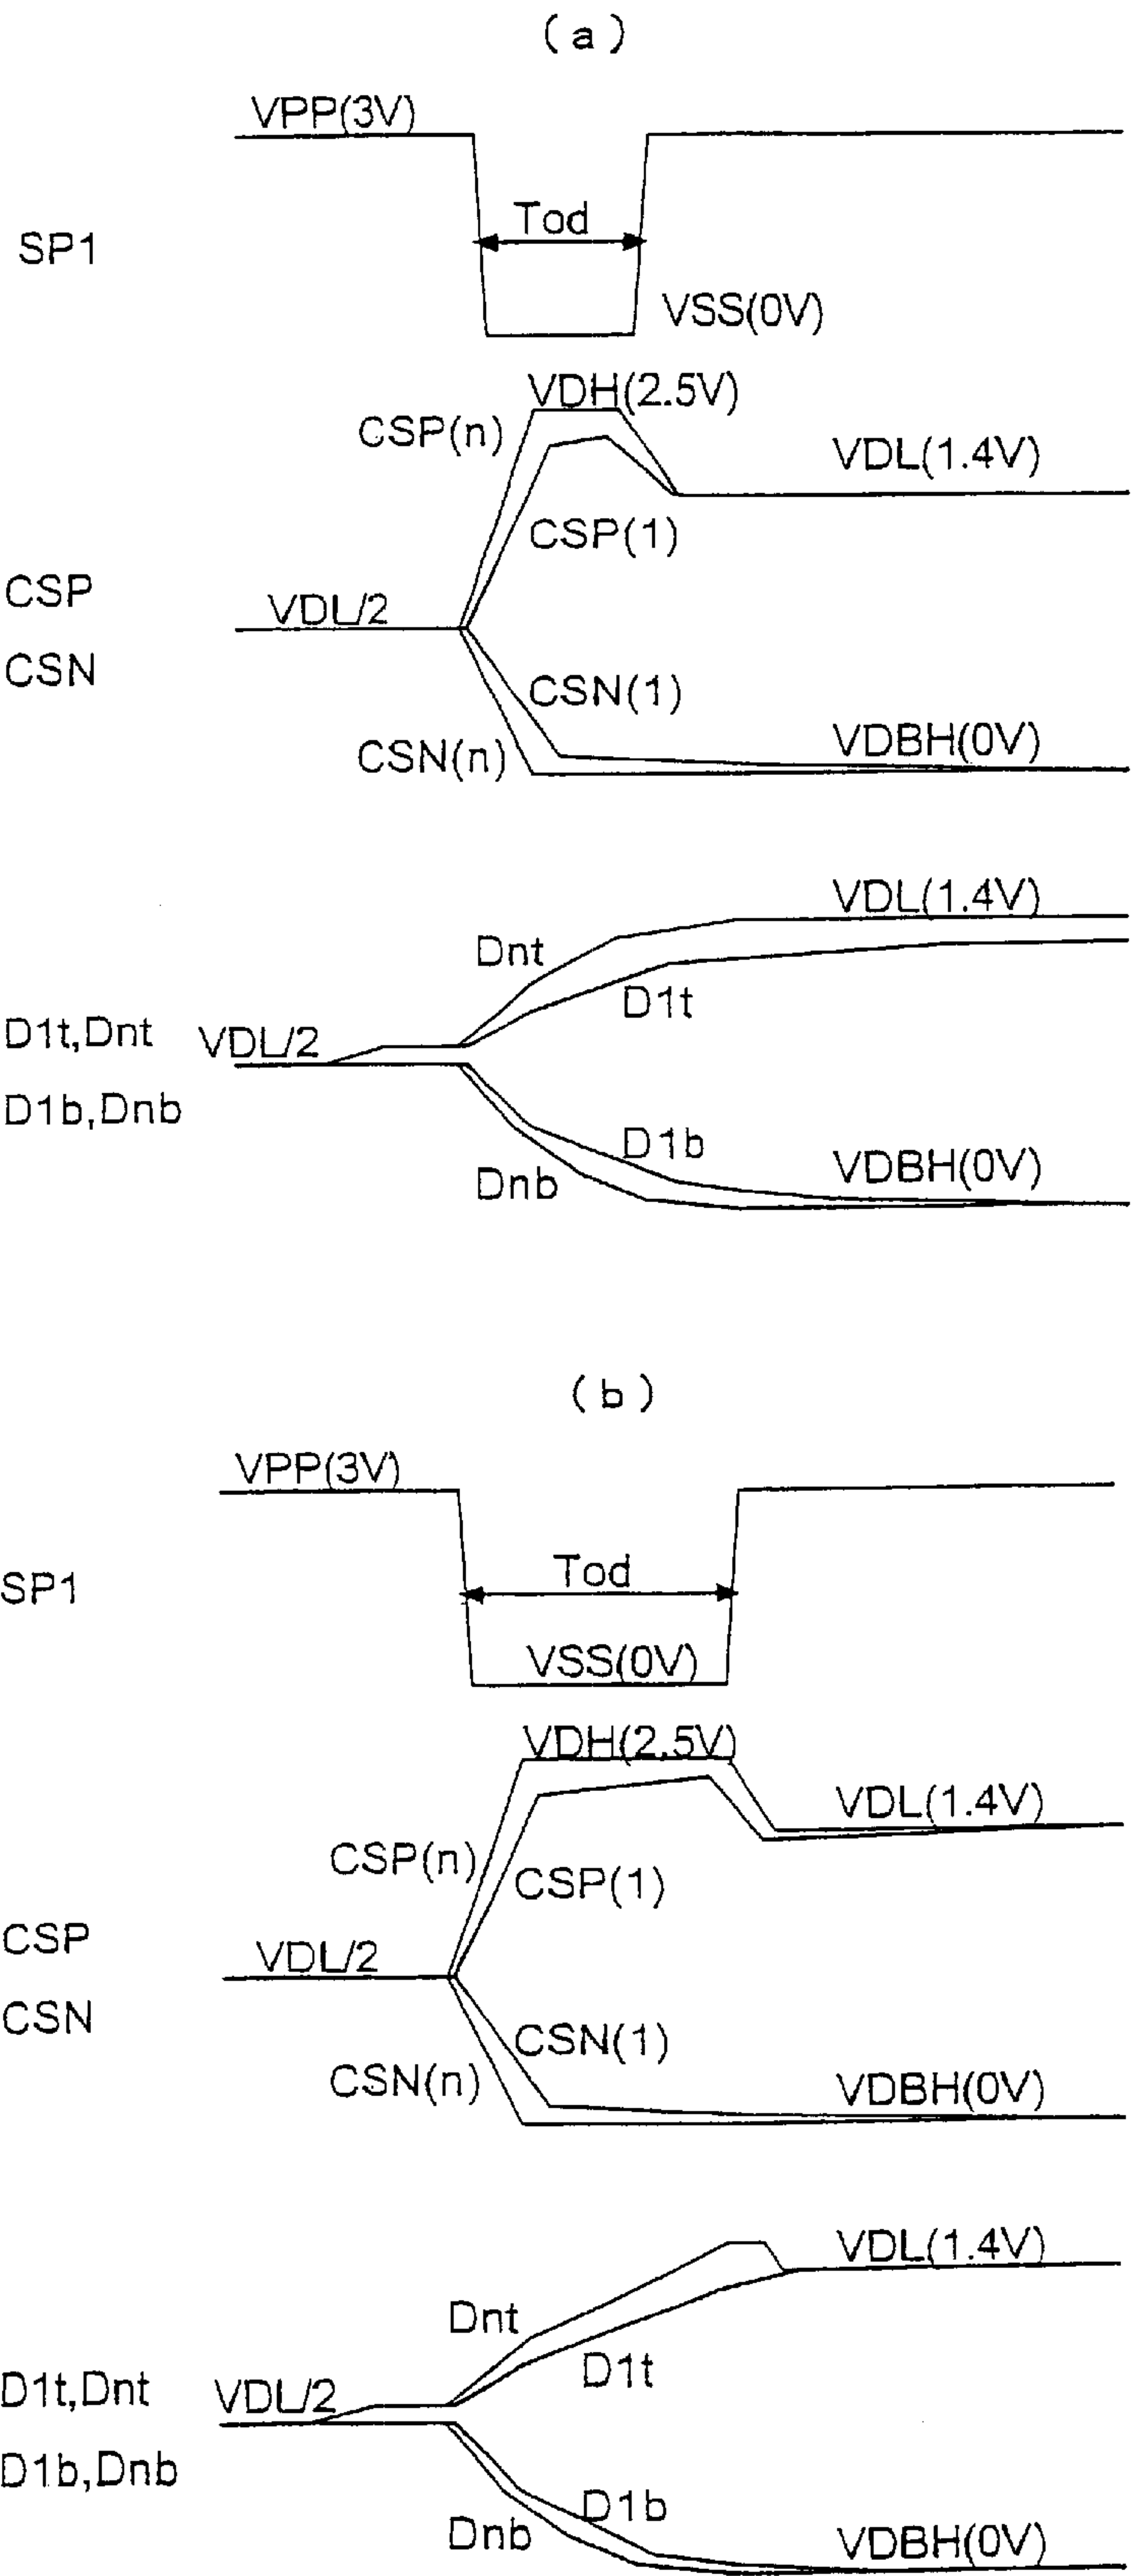 (a)
VPP(3V)
Tod
SP1
VSS(0V)
VDH(2.5V)
CSP(n)
VDL(1.4V)
CSP(1)
CSP
VDL/2
CSN
CSN(1)
CSN(n)
VDBH(0V)
VDL(1.4V)
Dnt
D1t
D1t,Dnt
VDL/2
D1b,Dnb
D1b
Dnb
VDBH(0V)
(b)
VPP(3V)
Tod
SP1
VSS(0V)
VDH(2.5V)
VDL(1.4V)
CSP(n)
CSP(1)
CSP
VDL/2
CSN
CSN(1)
CSN(n)
VDBH(0V)
VDL(1.4V)
Dnt
D1t
D1t,Dnt
VDL/2
D1b,Dnb
D1b
Dnb
VDBH(0V)